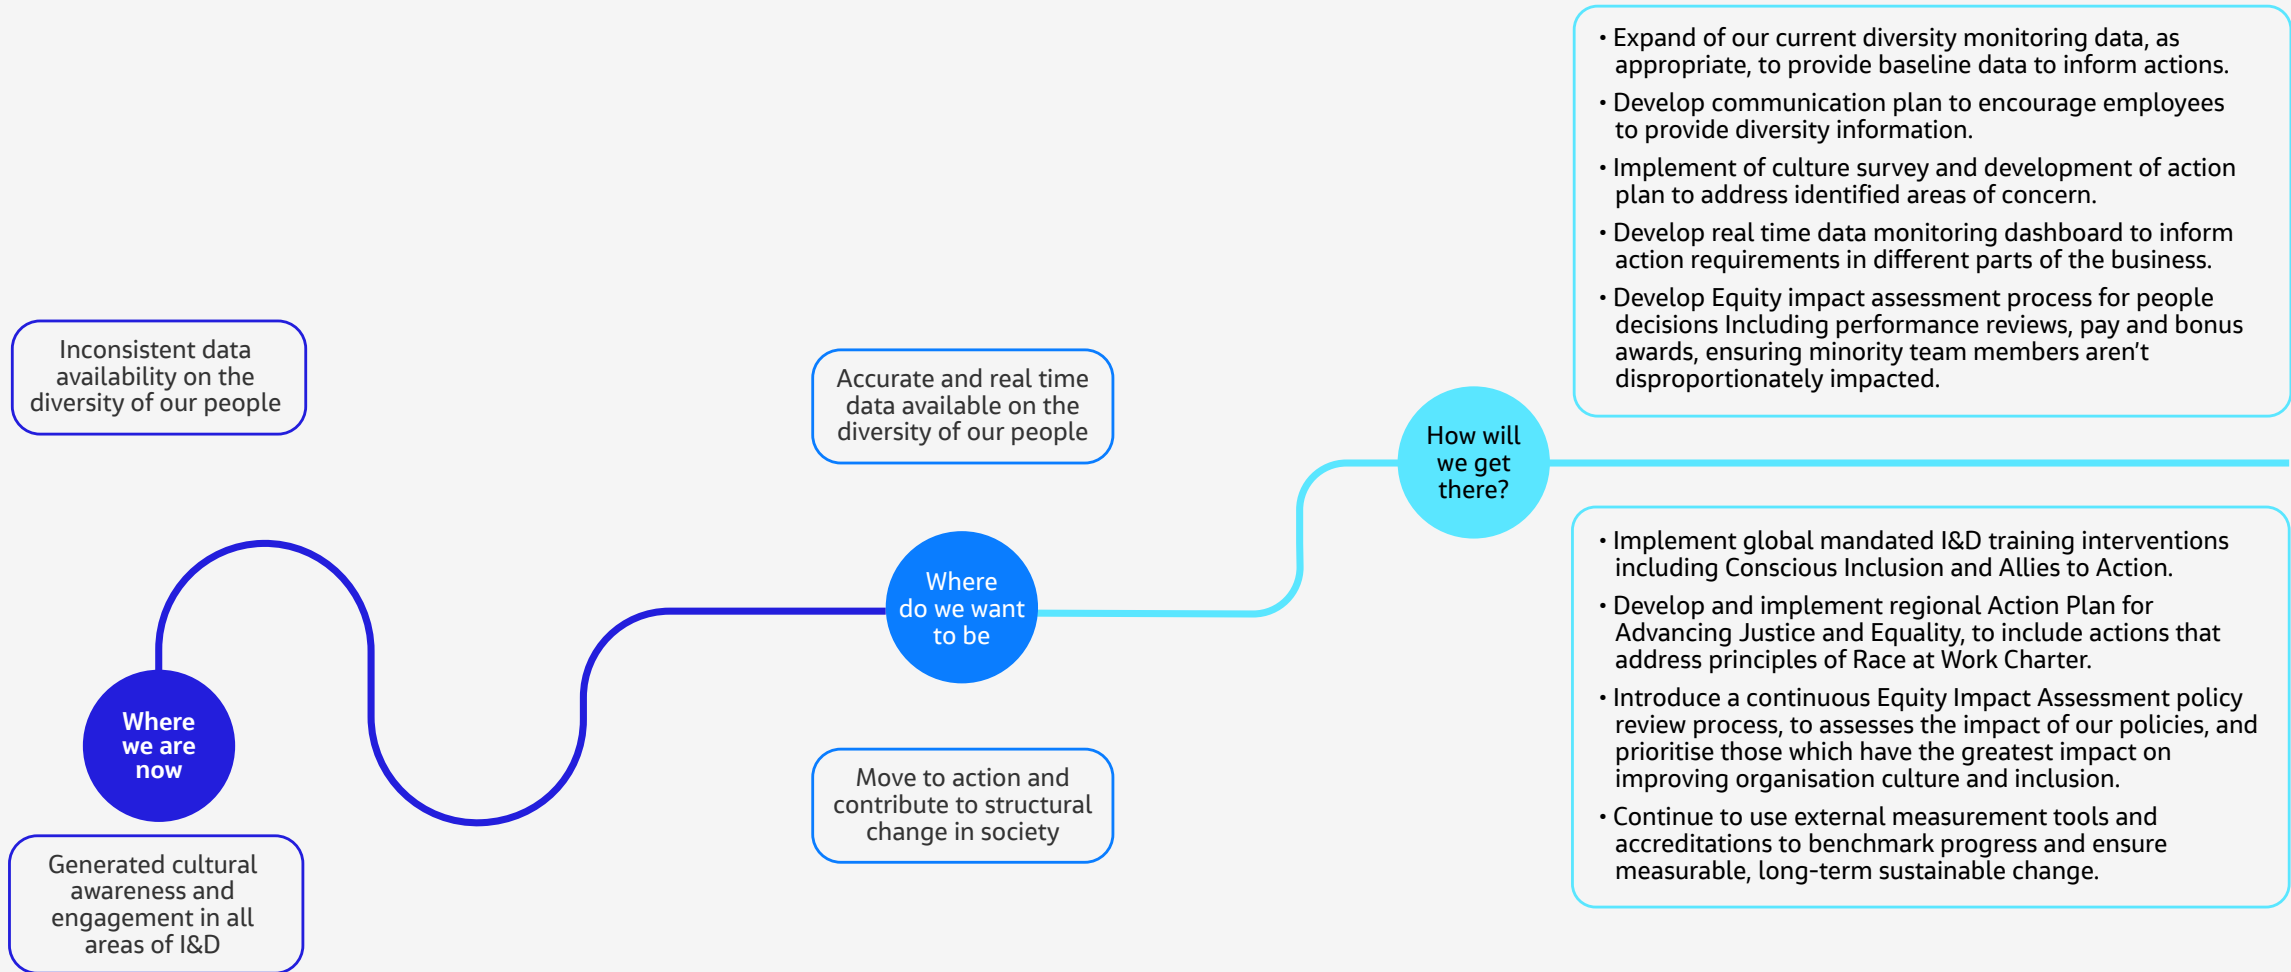 Inconsistent data
availability on the
diversity of our people
Where
we are
now
Generated cultural
awareness and
engagement in all
areas of I&D
Accurate and real time
data available on the
diversity of our people
Where
do we want
to be
Move to action and
contribute to structural
change in society
How will
we get
there?
• Expand of our current diversity monitoring data, as
appropriate, to provide baseline data to inform actions.
• Develop communication plan to encourage employees
to provide diversity information.
• Implement of culture survey and development of action
plan to address identified areas of concern.
• Develop real time data monitoring dashboard to inform
action requirements in different parts of the business.
• Develop Equity impact assessment process for people
decisions Including performance reviews, pay and bonus
awards, ensuring minority team members aren't
disproportionately impacted.
• Implement global mandated I&D training interventions
including Conscious Inclusion and Allies to Action.
• Develop and implement regional Action Plan for
Advancing Justice and Equality, to include actions that
address principles of Race at Work Charter.
• Introduce a continuous Equity Impact Assessment policy
review process, to assesses the impact of our policies, and
prioritise those which have the greatest impact on
improving organisation culture and inclusion.
• Continue to use external measurement tools and
accreditations to benchmark progress and ensure
measurable, long-term sustainable change.